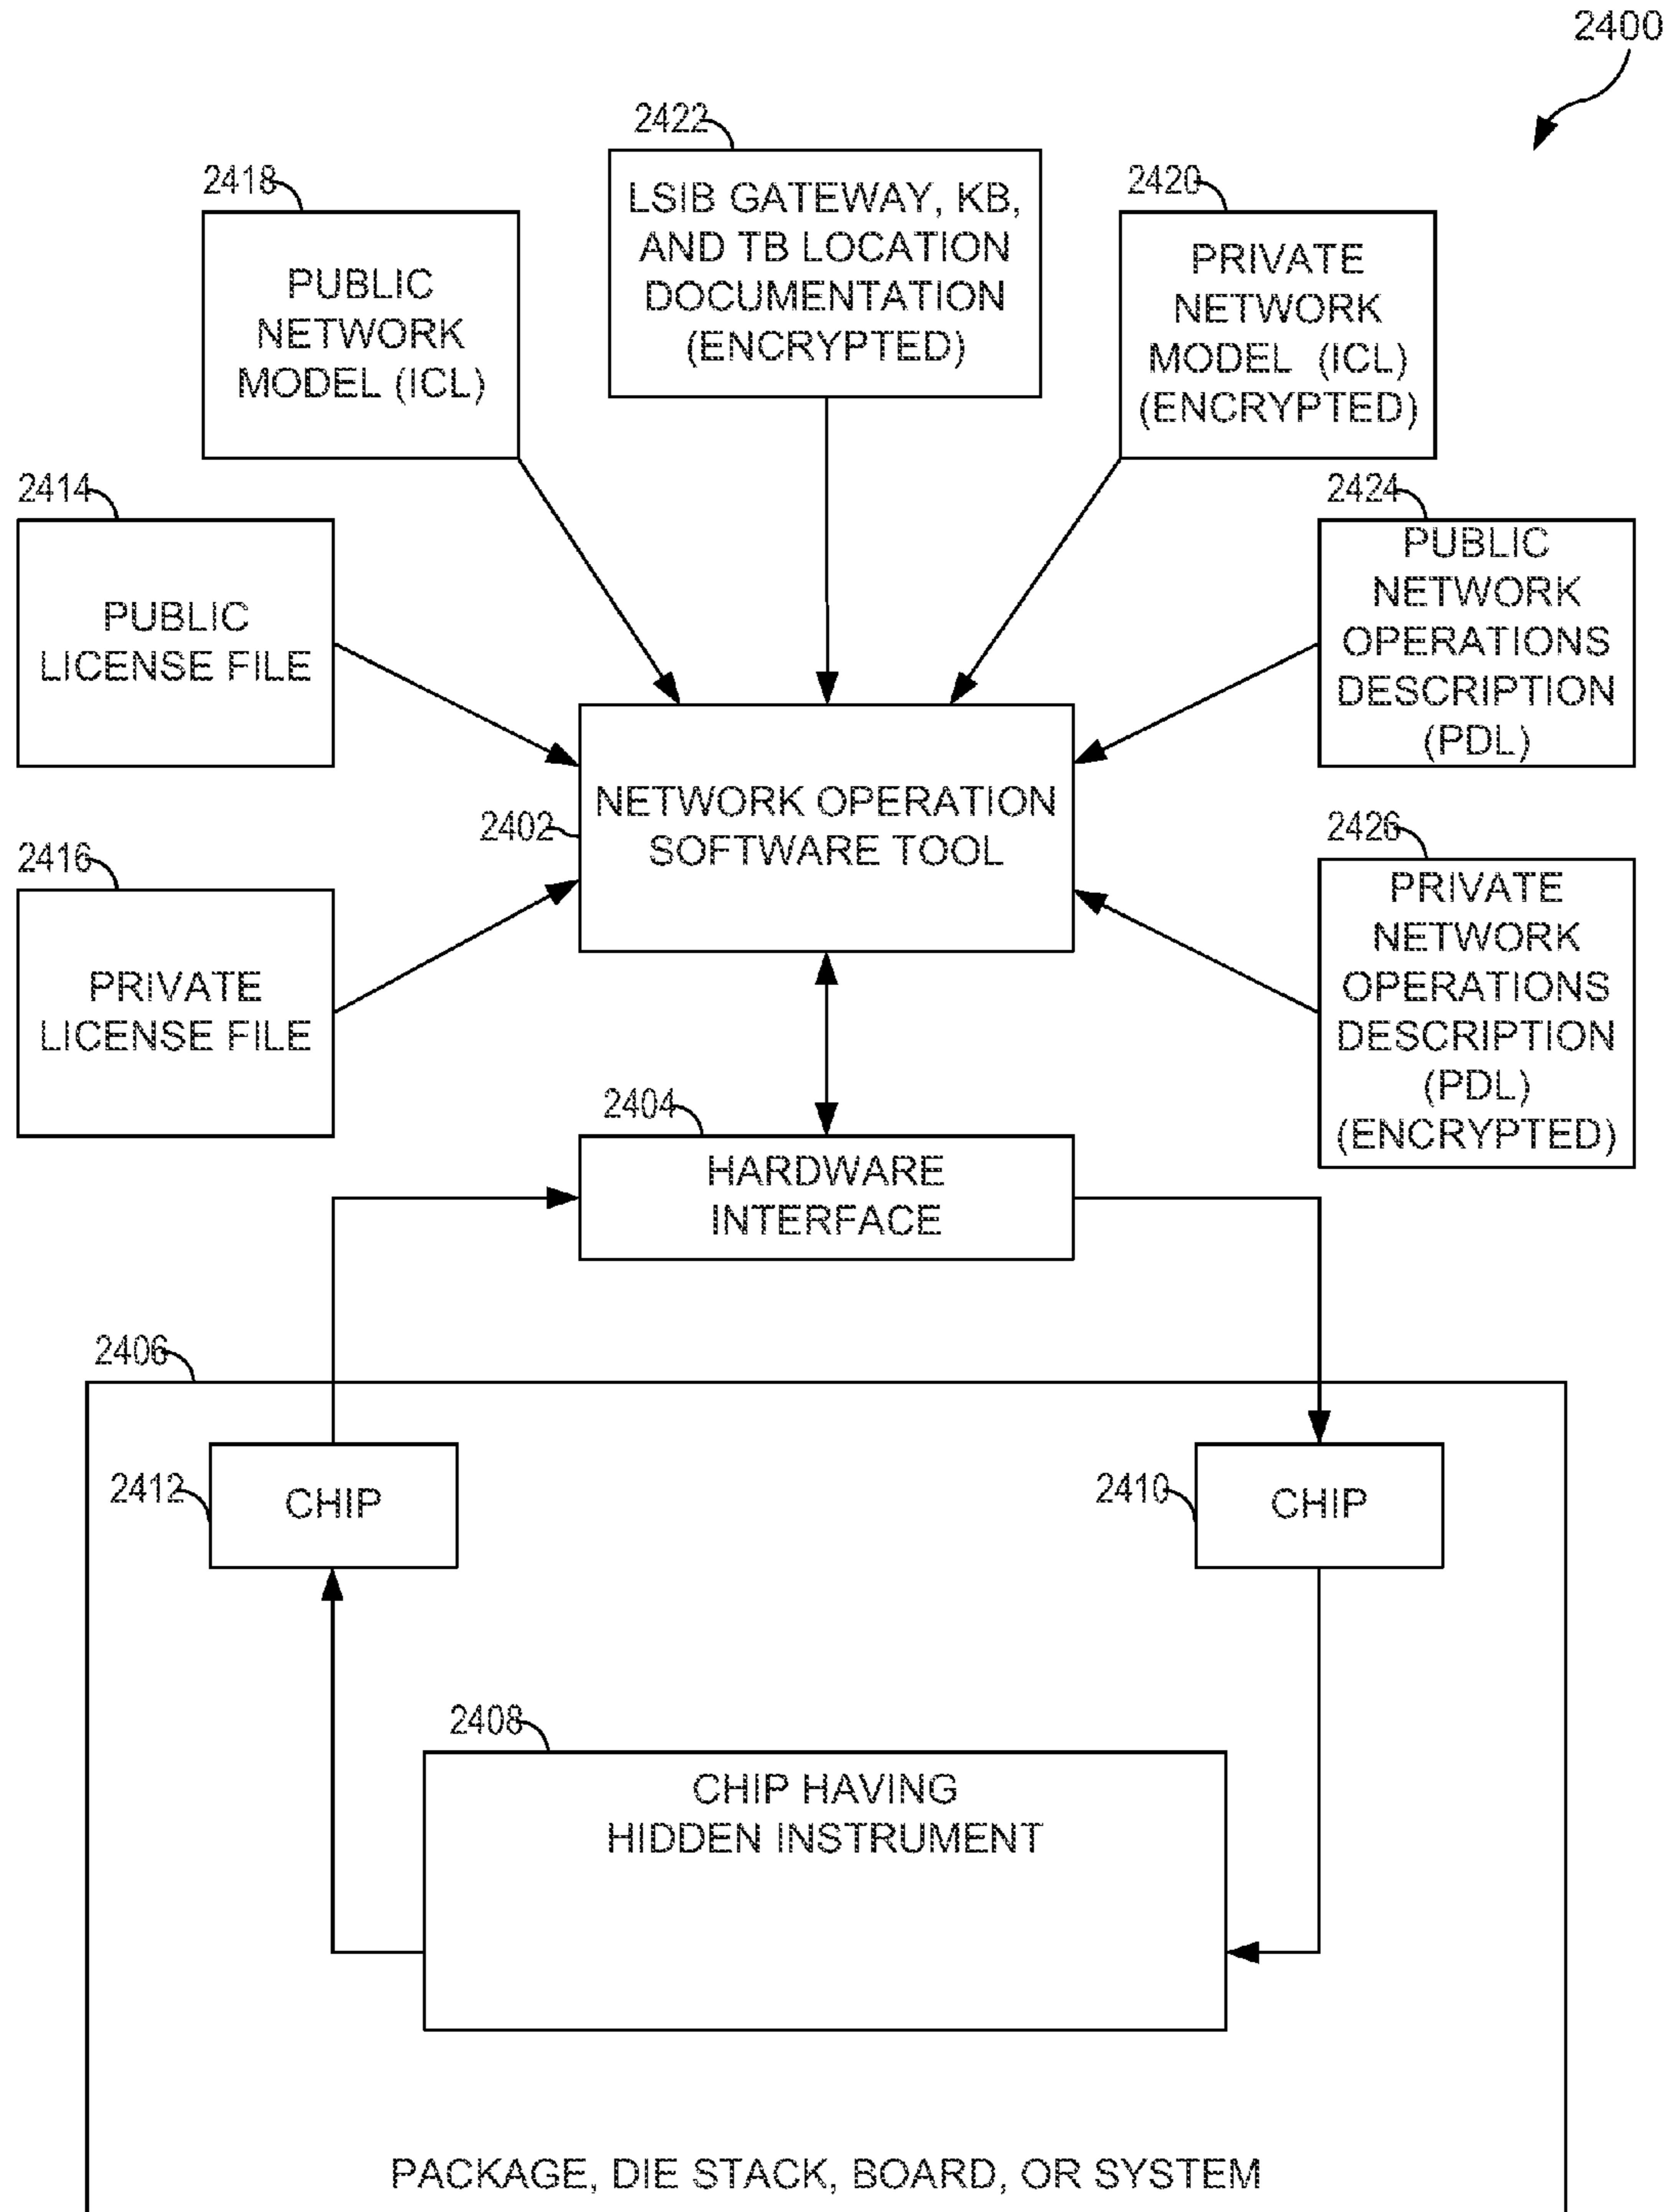 2400
2422
LSIB GATEWAY, KB,
AND TB LOCATION
DOCUMENTATION
(ENCRYPTED)
2418
PUBLIC
NETWORK
MODEL (ICL)
2420
PRIVATE
NETWORK
MODEL (ICL)
(ENCRYPTED)
2414
PUBLIC
LICENSE FILE
2424
PUBLIC
NETWORK
OPERATIONS
DESCRIPTION
(PDL)
2402
NETWORK OPERATION
SOFTWARE TOOL
2416
PRIVATE
LICENSE FILE
2426
PRIVATE
NETWORK
OPERATIONS
DESCRIPTION
(PDL)
(ENCRYPTED)
2404
HARDWARE
INTERFACE
2406
2412
CHIP
2410
CHIP
2408
CHIP HAVING
HIDDEN INSTRUMENT
PACKAGE, DIE STACK, BOARD, OR SYSTEM